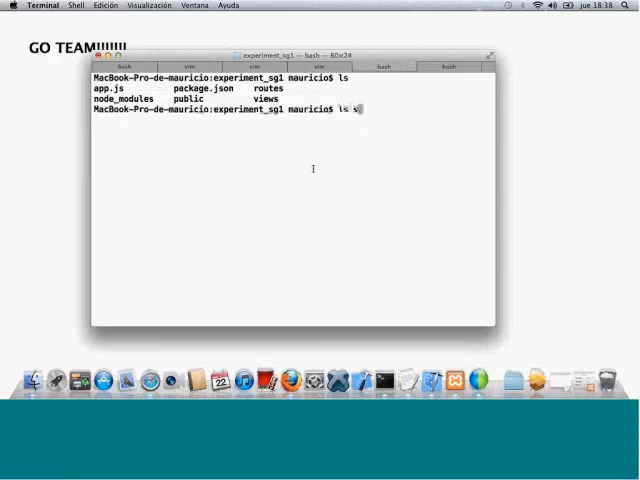 Terminal Shell Edición Visualización Ventana Ayuda jue 18:38
GO TEAM!!!!!!!
experiment_sg1 — bash — 80×24
bash vim vim vim bash bash
MacBook-Pro-de-mauricio:experiment_sg1 mauricio$ ls
app.js package.json routes
node_modules public views
MacBook-Pro-de-mauricio:experiment_sg1 mauricio$ ls s
22